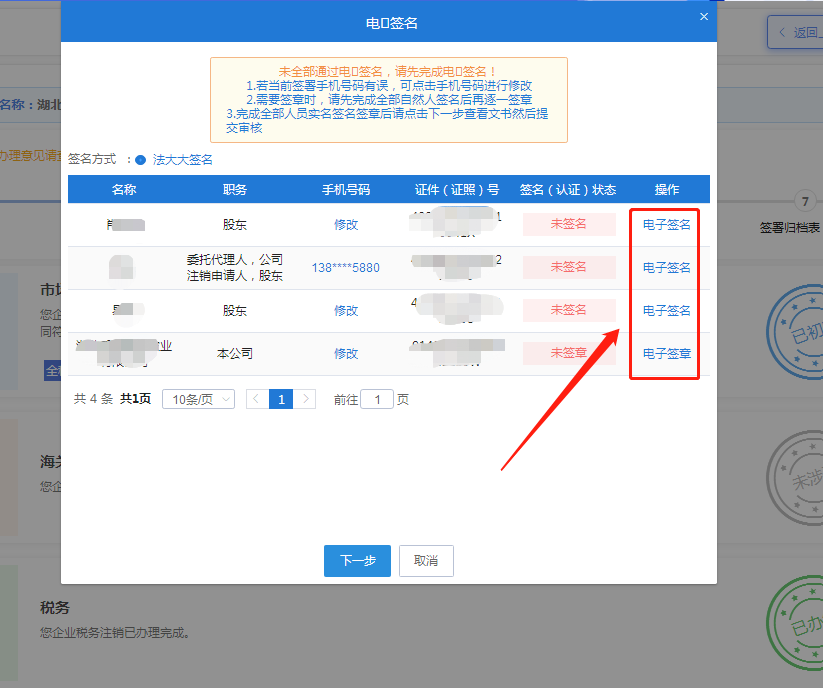 电▯签名
×
返回
未全部通过电▯签名，请先完成电▯签名！
1.若当前签署手机号码有误，可点击手机号码进行修改
2.需要签章时，请先完成全部自然人签名后再逐一签章
3.完成全部人员实名签名签章后请点击下一步查看文书然后提
交审核
名称：湖北
办理意见请查
签名方式 ： 法大大签名
名称 职务 手机号码 证件（证照）号 签名（认证）状态 操作
股东 修改 未签名 电子签名
委托代理人，公司
注销申请人，股东
138****5880 未签名 电子签名
股东 修改 未签名 电子签名
本公司 修改 未签章 电子签章
共 4 条 共1页 10条/页 1 前往 1 页
7
签署归档表
下一步 取消
市场
您企
同符
全程
已初
海关
您企
未涉
税务
您企业税务注销已办理完成。
已办